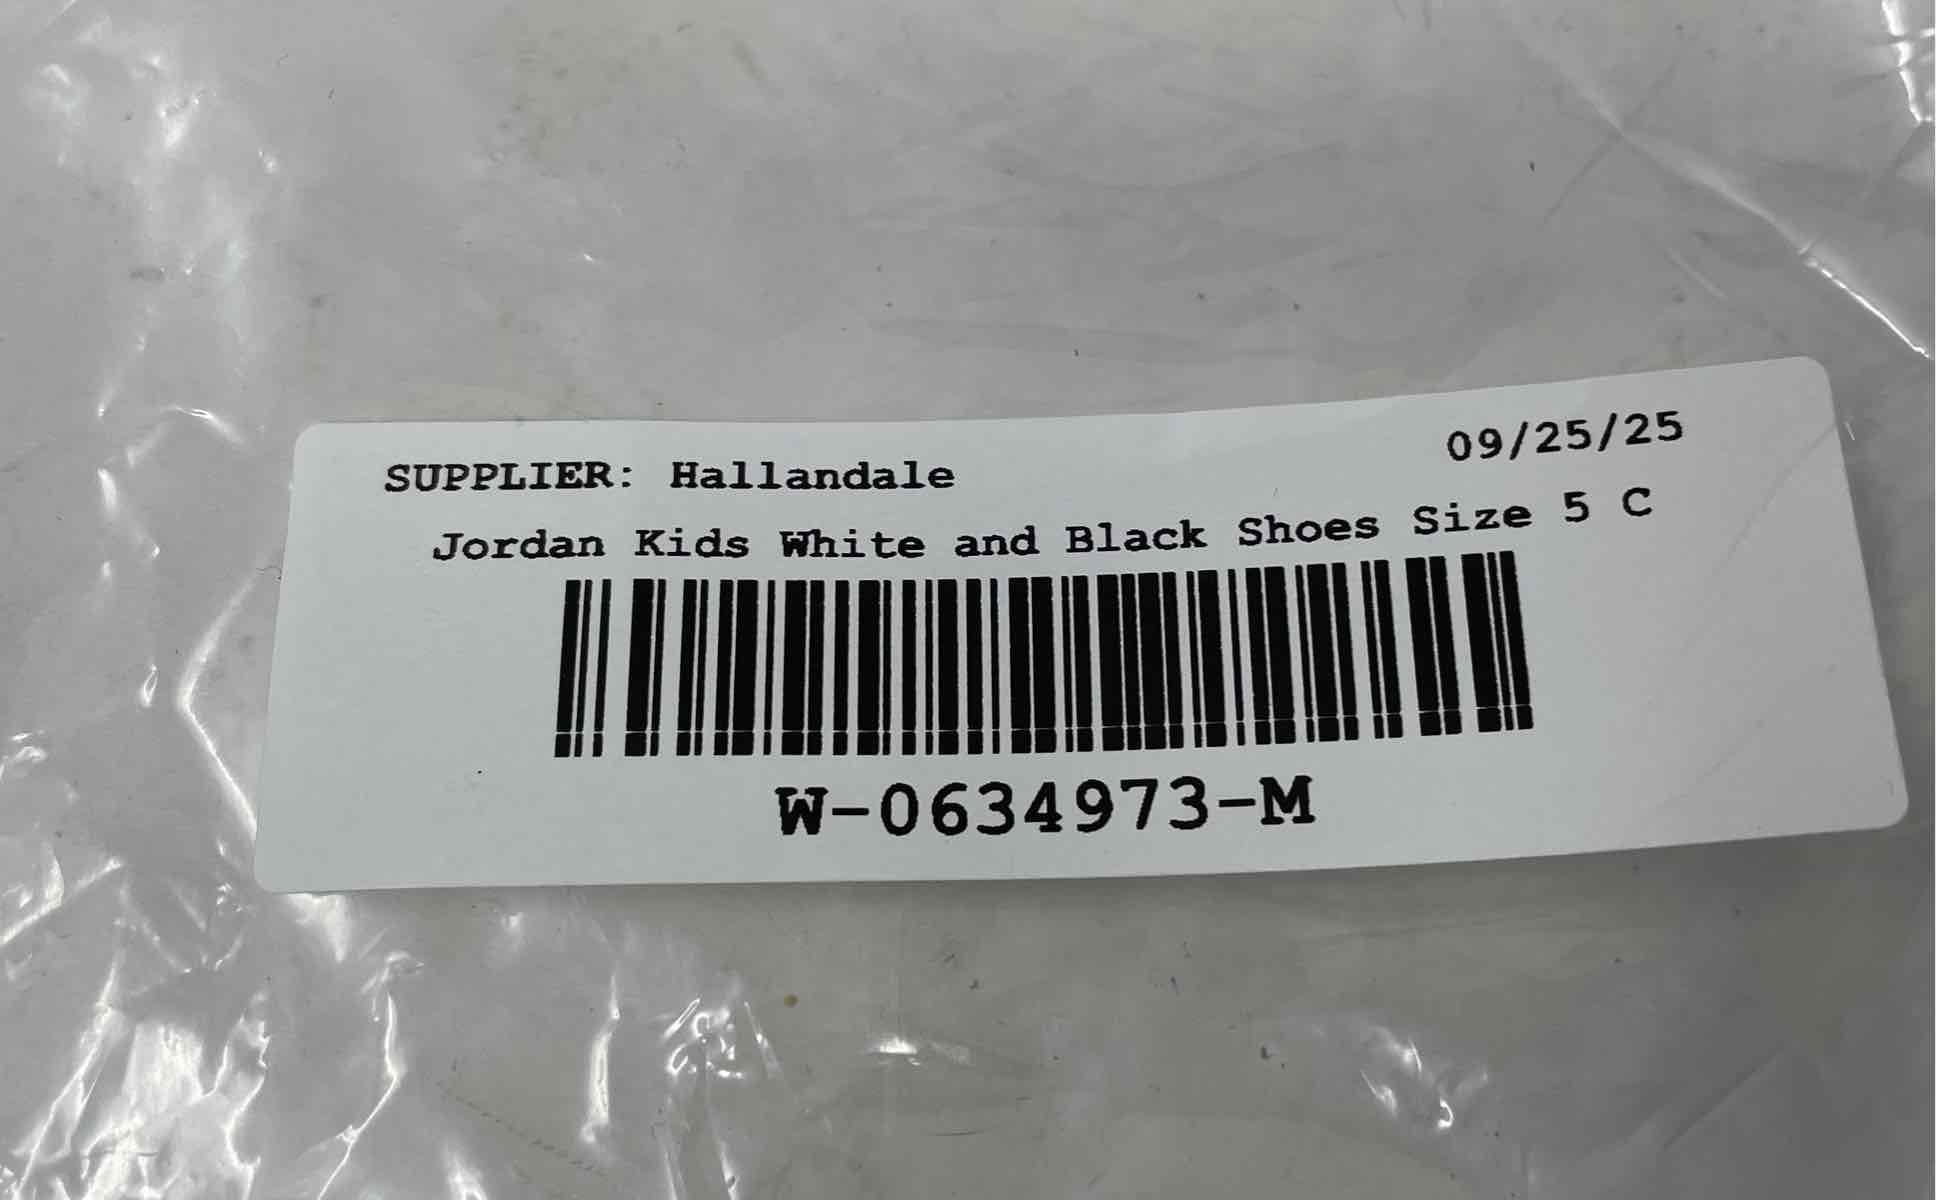 SUPPLIER: Hallandale 09/25/25
Jordan Kids White and Black Shoes Size 5 C
W-0634973-M